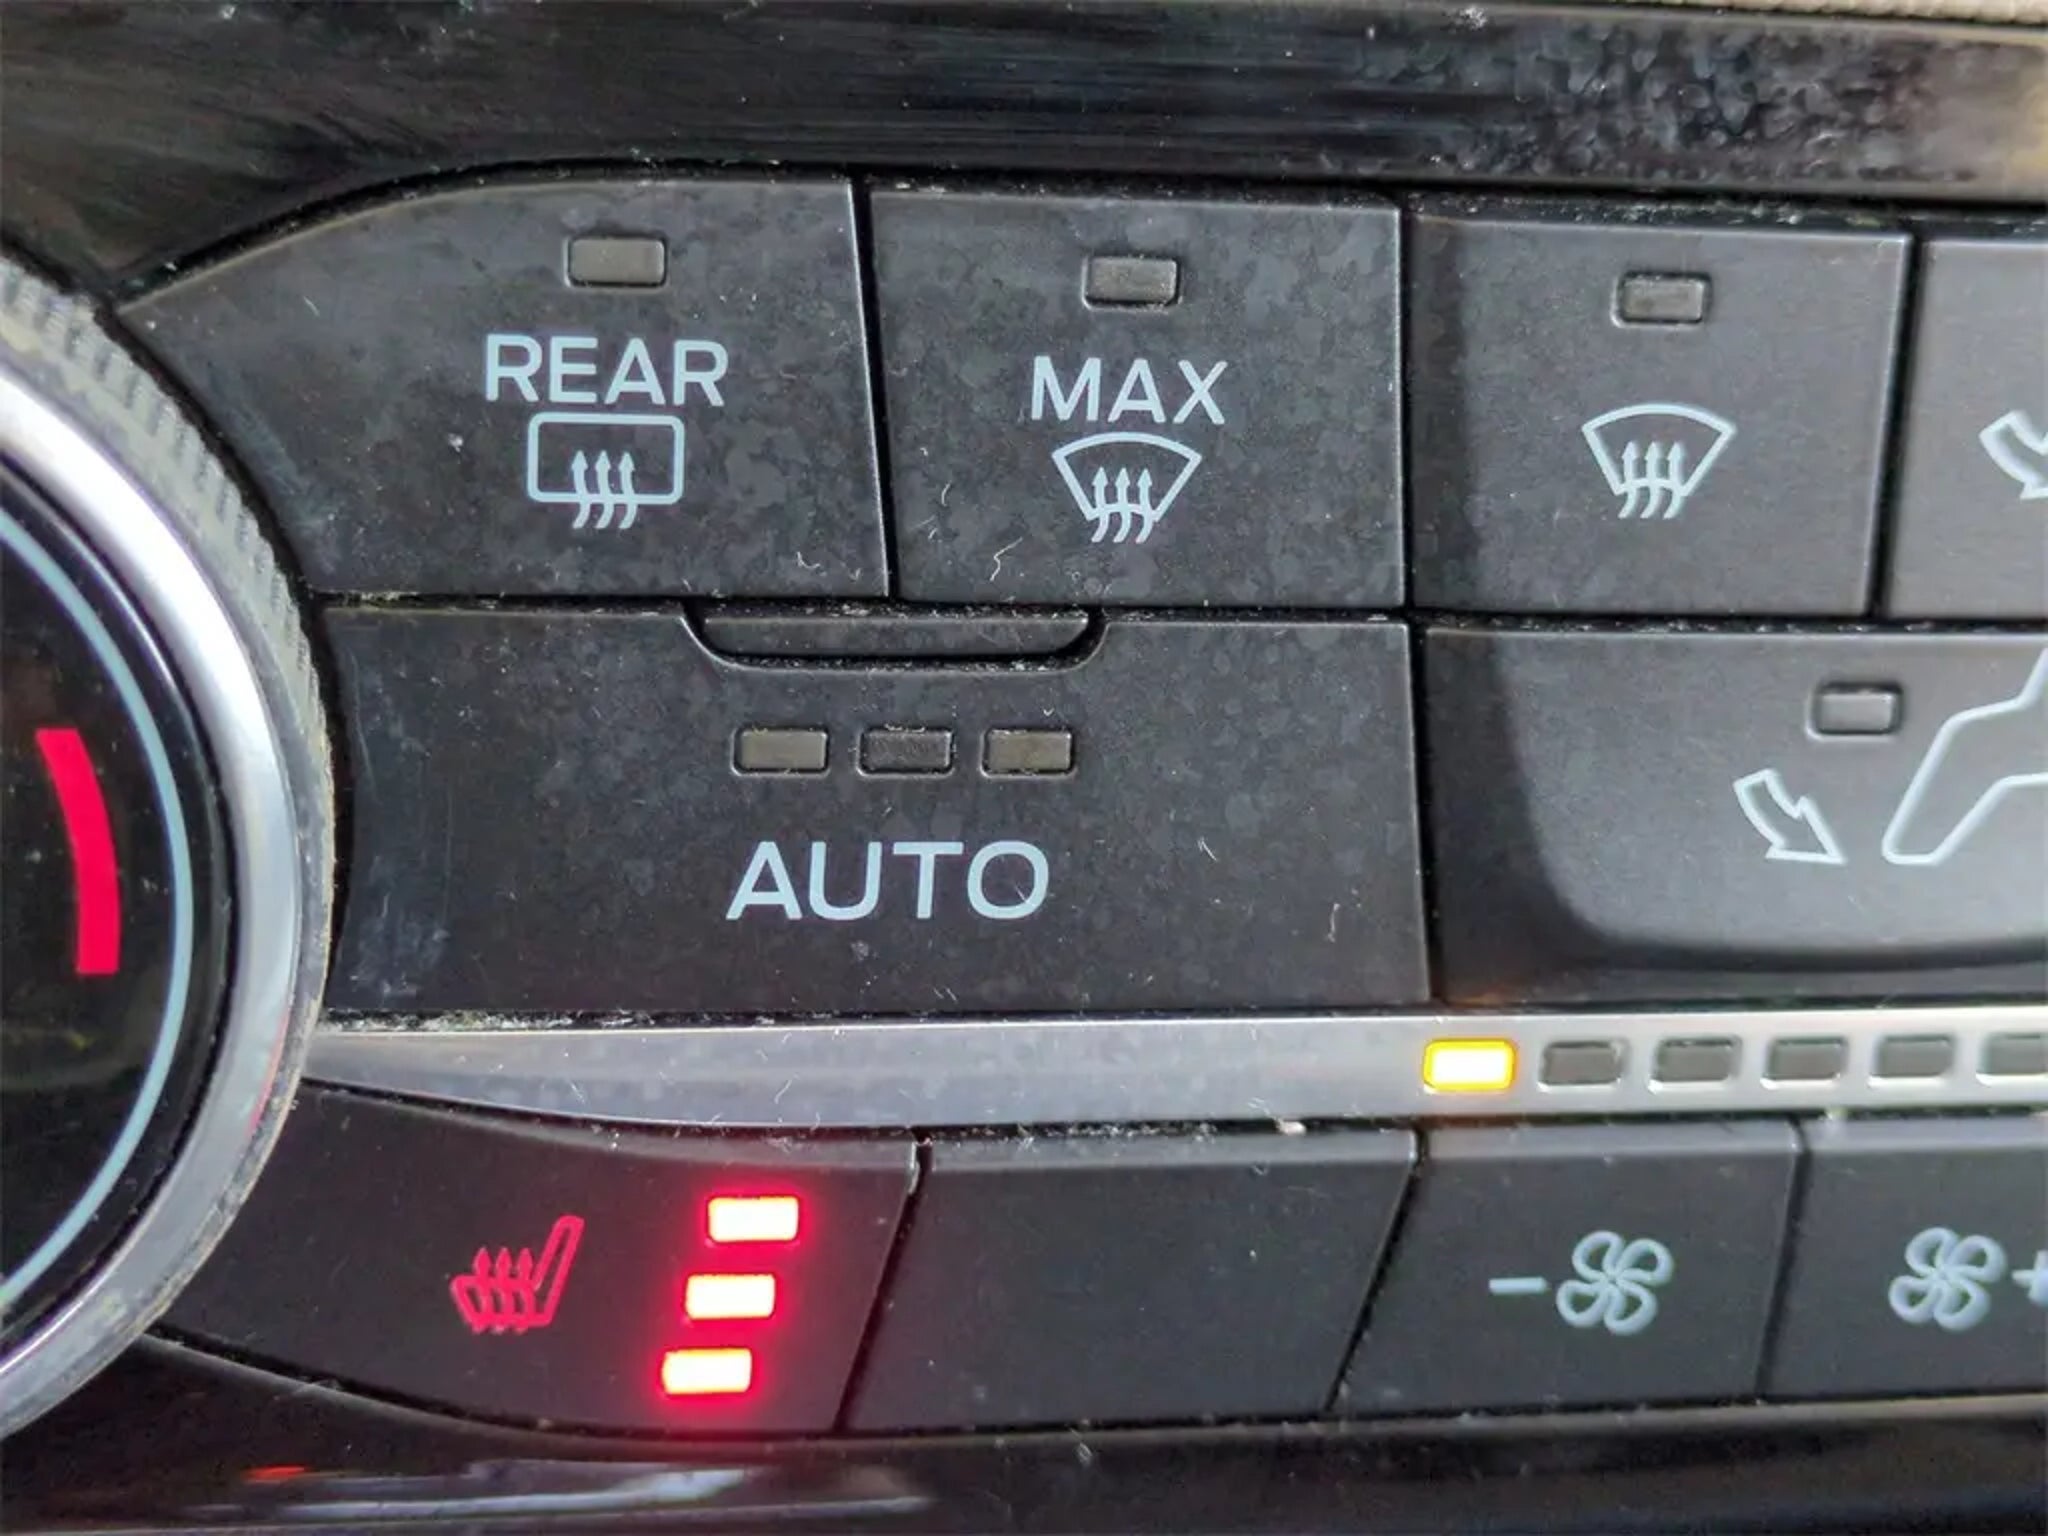 REAR
MAX
AUTO
-
+